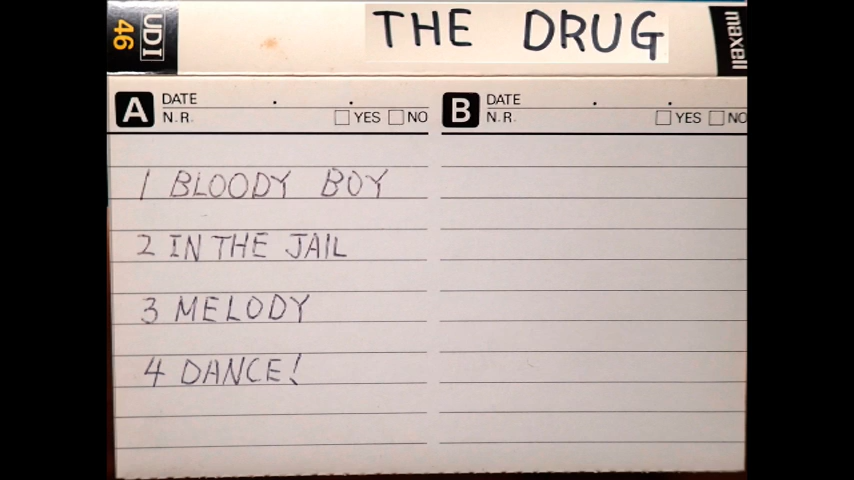 UDI 46
THE DRUG
maxell
A DATE . .
N.R. YES NO
B DATE . .
N.R. YES NO
1 BLOODY BOY
2 IN THE JAIL
3 MELODY
4 DANCE!